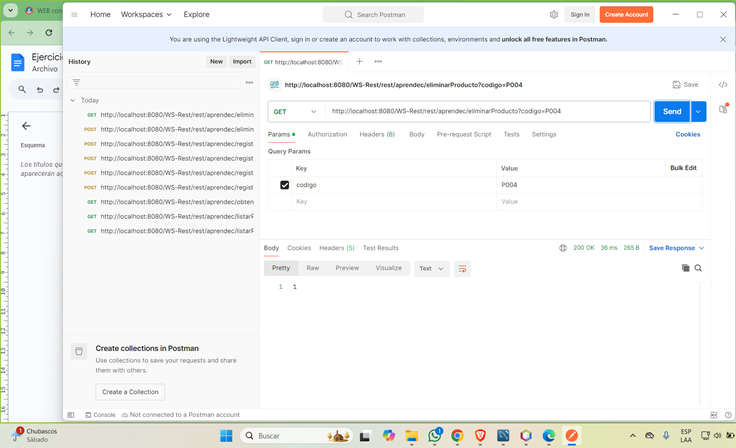 WEB con
Ejercicio
Archivo
Esquema
Los títulos qu
aparecerán aq
Home Workspaces Explore
Search Postman
Sign In Create Account
You are using the Lightweight API Client, sign in or create an account to work with collections, environments and unlock all free features in Postman.
History New Import
GET http://localhost:8080/WS
Today
GET http://localhost:8080/WS-Rest/rest/aprendec/elimin
POST http://localhost:8080/WS-Rest/rest/aprendec/elimin
POST http://localhost:8080/WS-Rest/rest/aprendec/regist
POST http://localhost:8080/WS-Rest/rest/aprendec/regist
POST http://localhost:8080/WS-Rest/rest/aprendec/regist
POST http://localhost:8080/WS-Rest/rest/aprendec/regist
GET http://localhost:8080/WS-Rest/rest/aprendec/obten
GET http://localhost:8080/WS-Rest/rest/aprendec/listarP
GET http://localhost:8080/WS-Rest/rest/aprendec/listarP
http://localhost:8080/WS-Rest/rest/aprendec/eliminarProducto?codigo=P004
Save
GET http://localhost:8080/WS-Rest/rest/aprendec/eliminarProducto?codigo=P004
Send
Params Authorization Headers (6) Body Pre-request Script Tests Settings Cookies
Query Params
Key Value Bulk Edit
codigo P004
Key Value
Body Cookies Headers (5) Test Results
200 OK 36 ms 265 B Save Response
Pretty Raw Preview Visualize Text
1 1
Create collections in Postman
Use collections to save your requests and share
them with others.
Create a Collection
Console Not connected to a Postman account
1
Chubascos
Sábado
Buscar
1
ESP
LAA